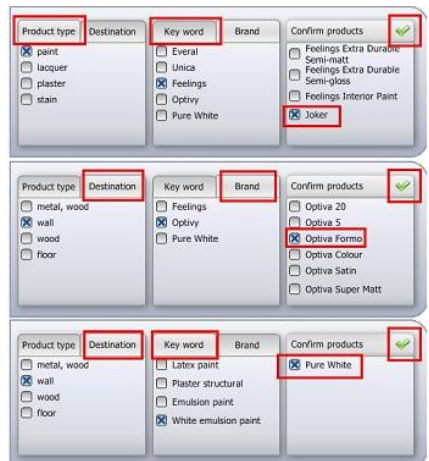 Product type Destination Key word Brand Confirm products
paint Everal Feelings Extra Durable
Semi-matt
lacquer Unica Feelings Extra Durable
Semi-gloss
plaster Feelings Feelings Interior Paint
stain Optivy Joker
Pure White
Product type Destination Key word Brand Confirm products
metal, wood Feelings Optiva 20
wall Optivy Optiva 5
wood Pure White Optiva Formo
floor Optiva Colour
Optiva Satin
Optiva Super Matt
Product type Destination Key word Brand Confirm products
metal, wood Latex paint Pure White
wall Plaster structural
wood Emulsion paint
floor White emulsion paint